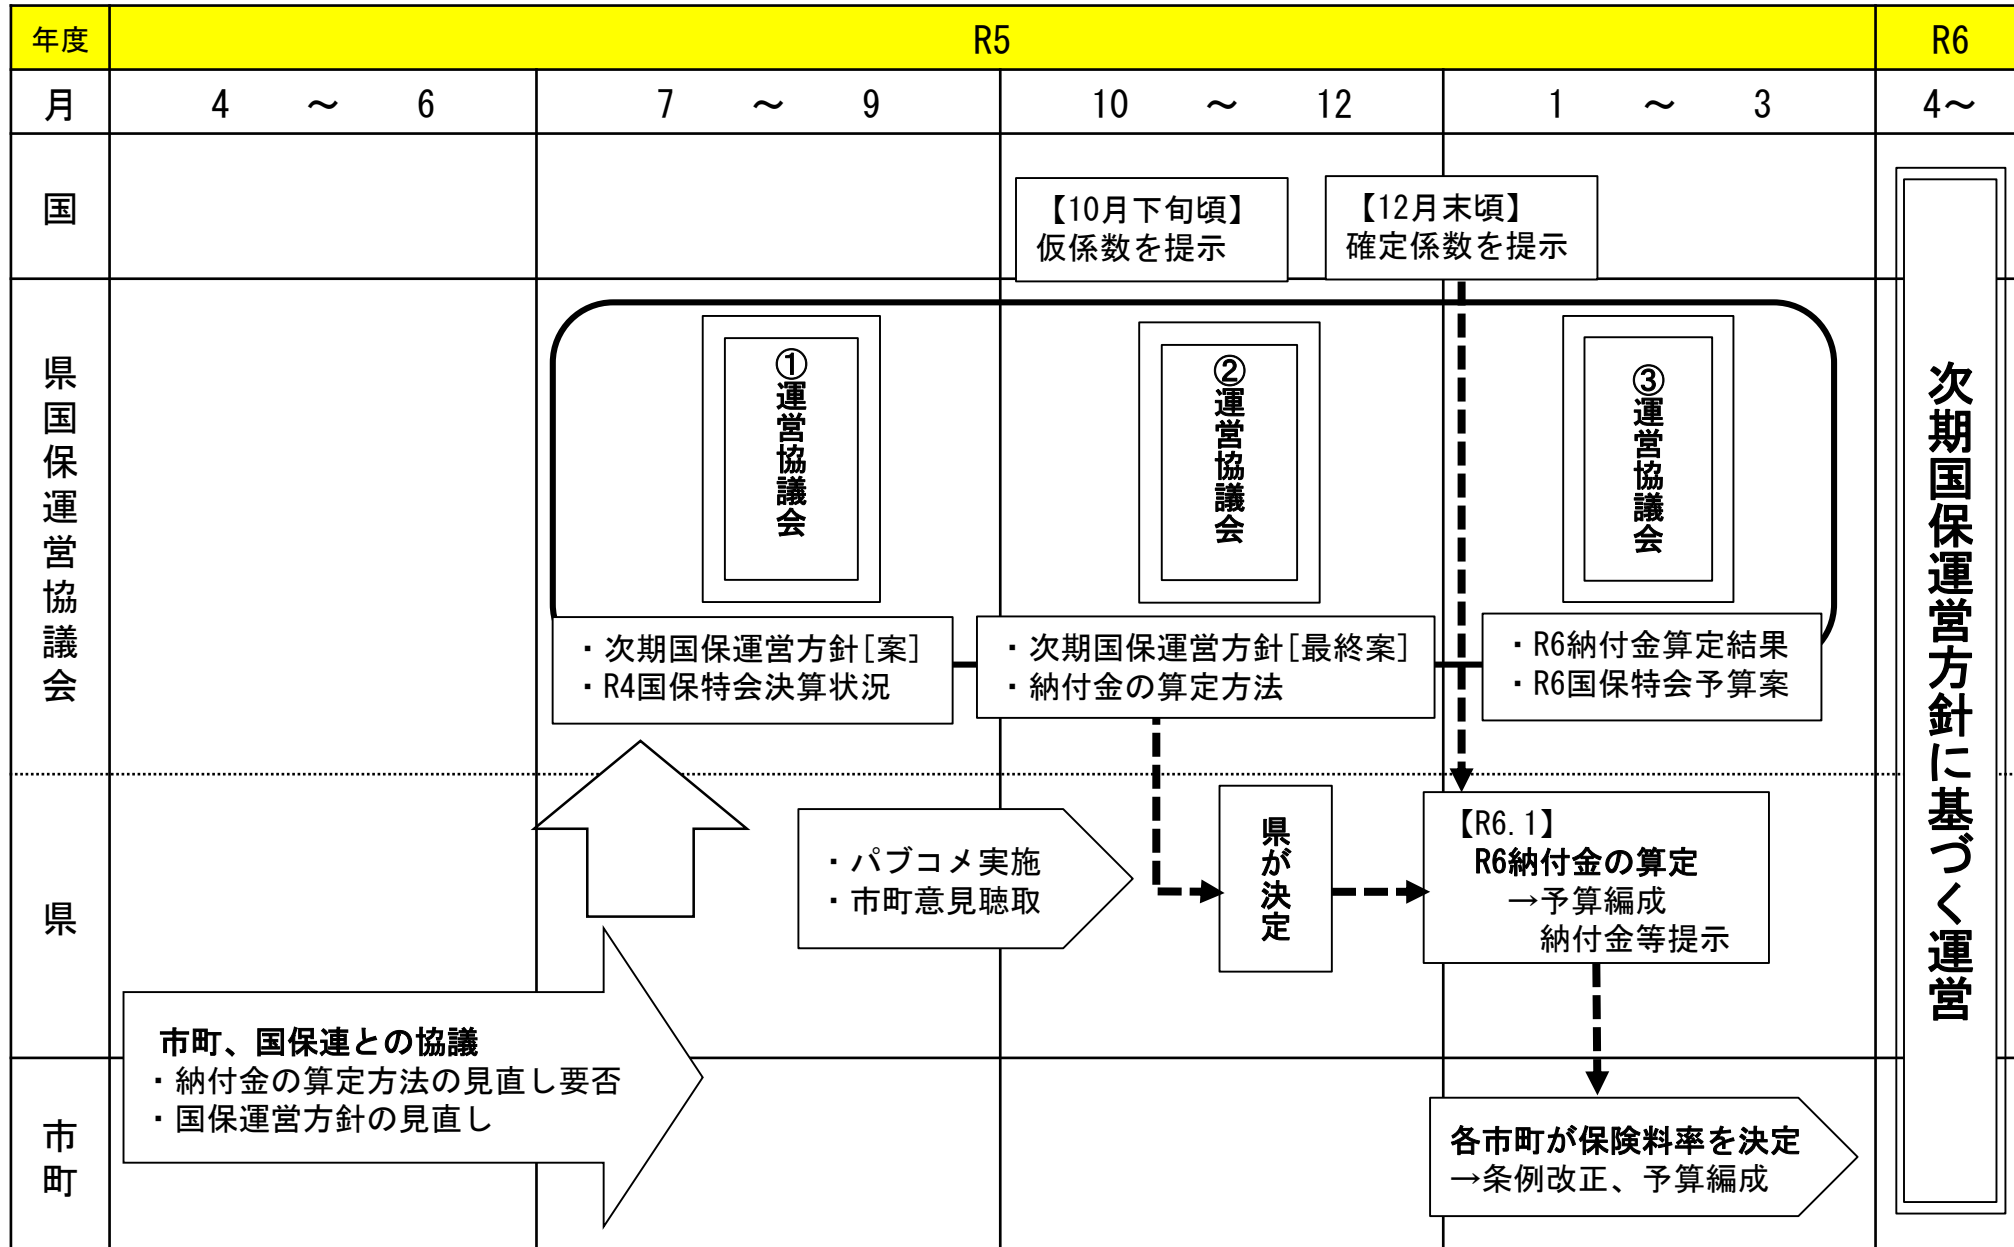 年度
R5
R6
月
4 ～ 6
7 ～ 9
10 ～ 12
1 ～ 3
4～
国
【10月下旬頃】
仮係数を提示
【12月末頃】
確定係数を提示
県国保運営協議会
①運営協議会
②運営協議会
③運営協議会
・次期国保運営方針[案]
・R4国保特会決算状況
・次期国保運営方針[最終案]
・納付金の算定方法
・R6納付金算定結果
・R6国保特会予算案
県
・パブコメ実施
・市町意見聴取
県が決定
【R6.1】
R6納付金の算定
→予算編成
納付金等提示
市町、国保連との協議
・納付金の算定方法の見直し要否
・国保運営方針の見直し
市町
各市町が保険料率を決定
→条例改正、予算編成
次期国保運営方針に基づく運営